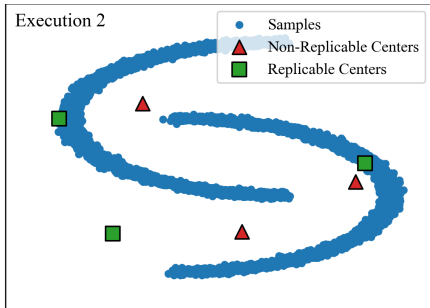 Execution 2
Samples
Non-Replicable Centers
Replicable Centers